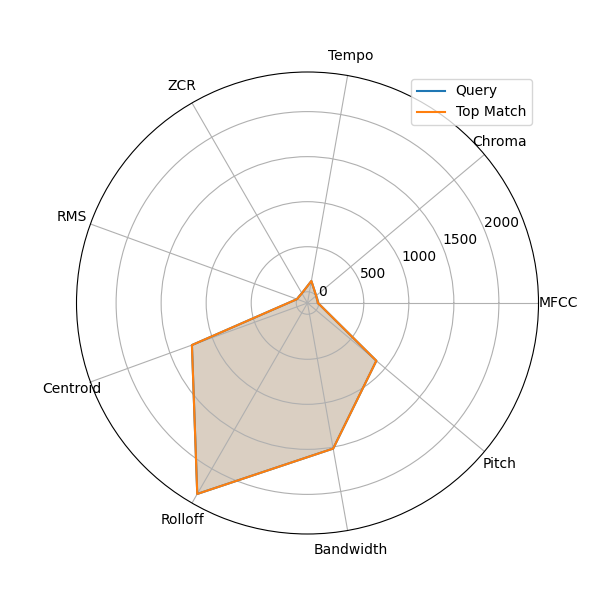 Tempo
ZCR
Query
Top Match
Chroma
RMS
2000
1500
1000
500
0
MFCC
Centroid
Pitch
Rolloff
Bandwidth